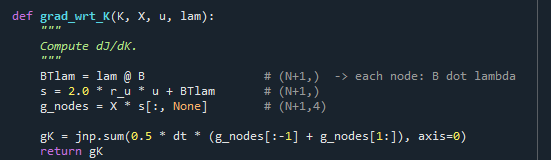 def grad_wrt_K(K, X, u, lam):
    """
    Compute dJ/dK.
    """
    BTlam = lam @ B                # (N+1,)  -> each node: B dot lambda
    s = 2.0 * r_u * u + BTlam      # (N+1,)
    g_nodes = X * s[:, None]       # (N+1,4)

    gK = jnp.sum(0.5 * dt * (g_nodes[:-1] + g_nodes[1:]), axis=0)
    return gK